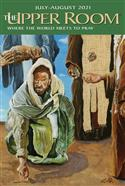 JULY-AUGUST 2021
THE UPPER ROOM
WHERE THE WORLD MEETS TO PRAY